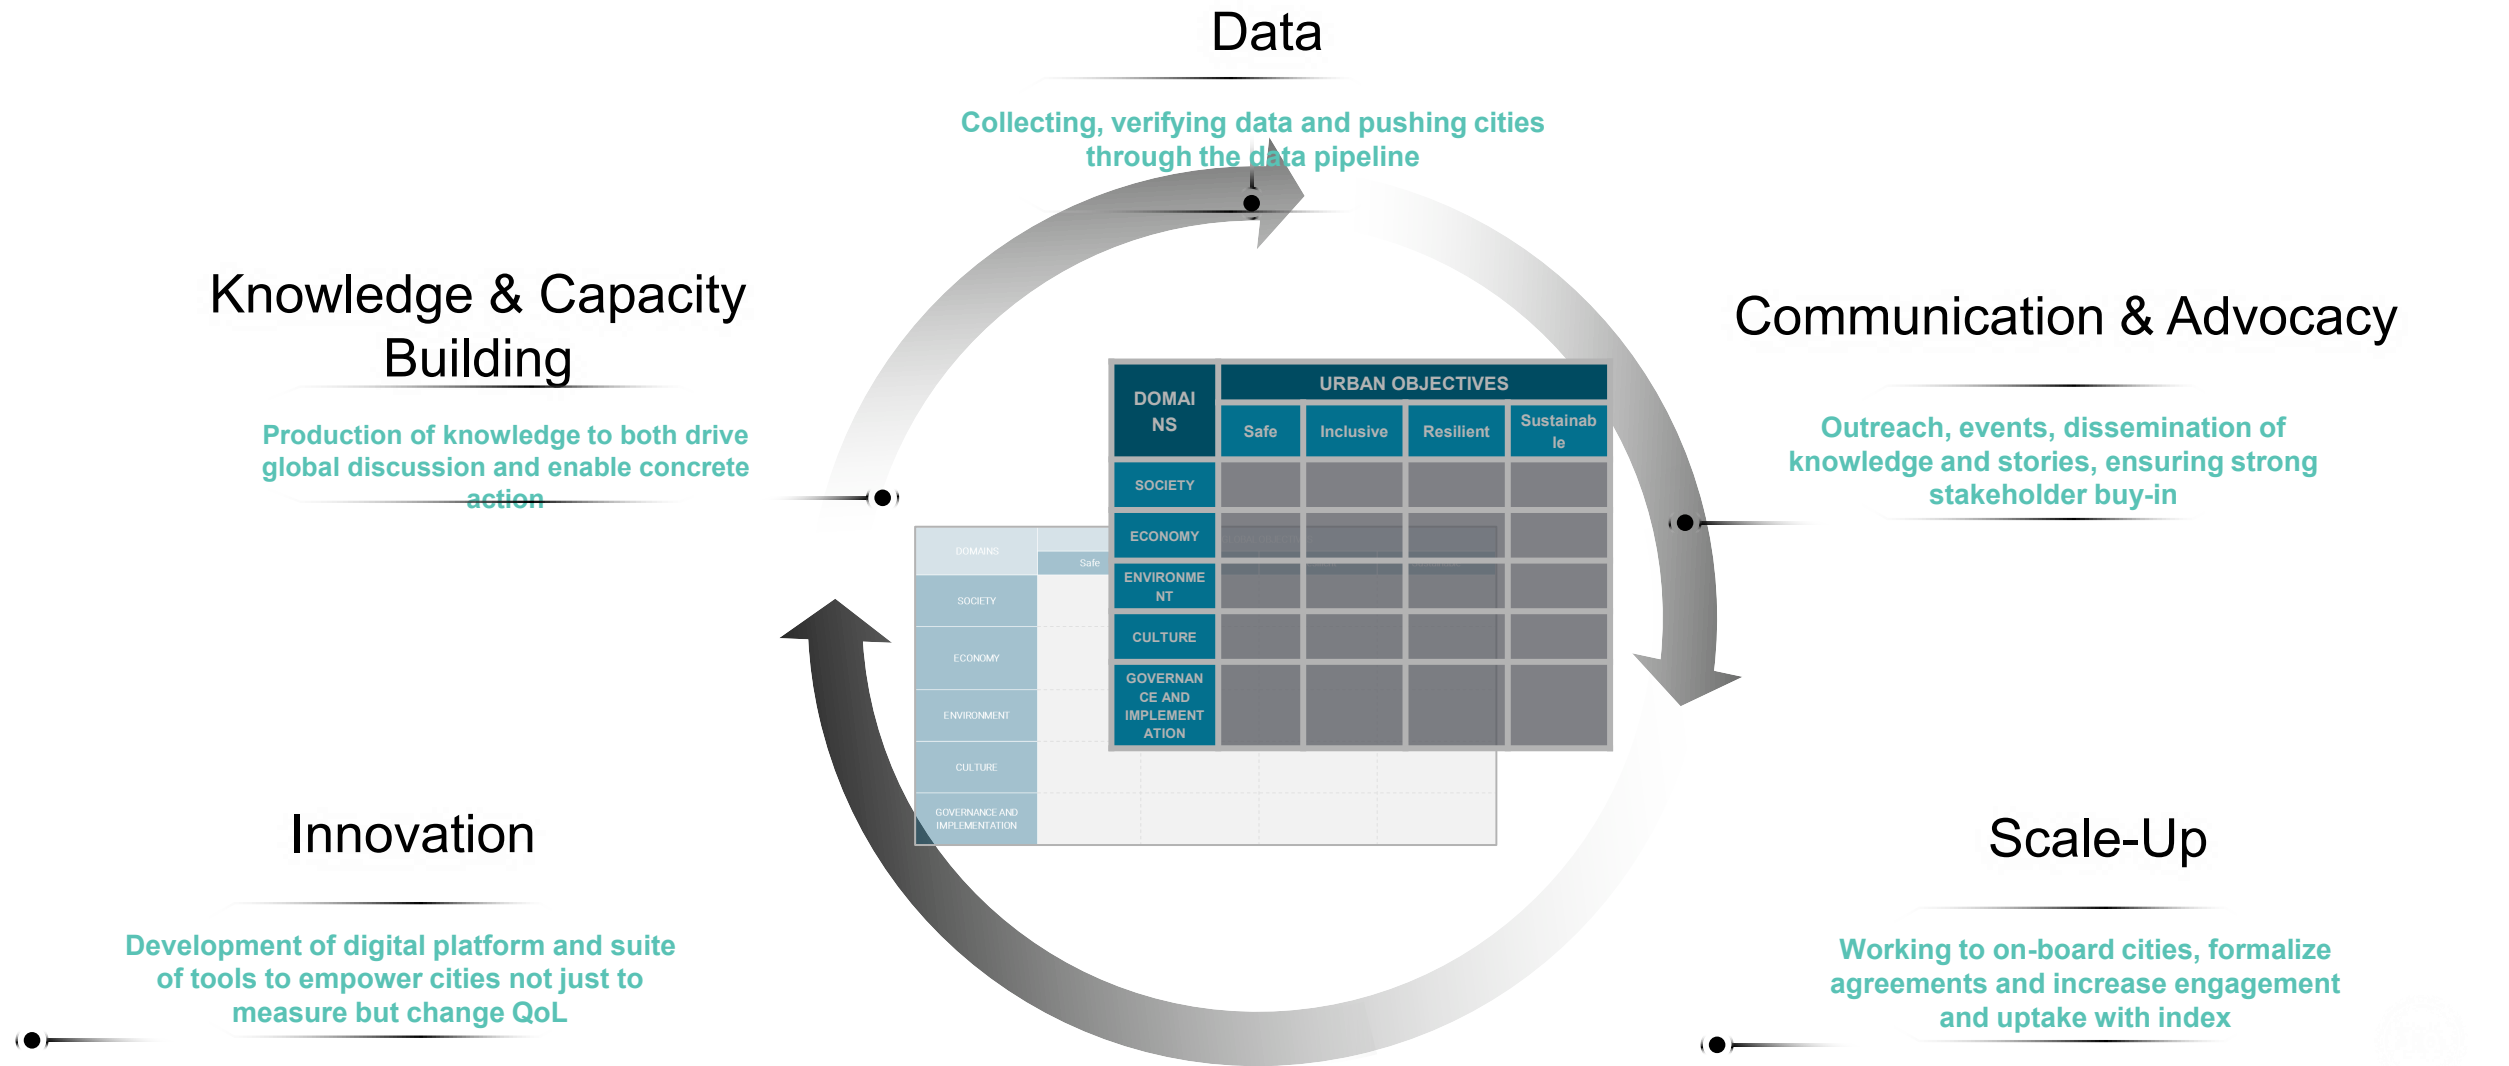 Data
Collecting, verifying data and pushing cities
through the data pipeline
Knowledge & Capacity
Building
Production of knowledge to both drive
global discussion and enable concrete
action
Communication & Advocacy
Outreach, events, dissemination of
knowledge and stories, ensuring strong
stakeholder buy-in
DOMAI
NS
URBAN OBJECTIVES
Safe
Inclusive
Resilient
Sustainab
le
SOCIETY
ECONOMY
ENVIRONME
NT
CULTURE
GOVERNAN
CE AND
IMPLEMENT
ATION
DOMAINS
Safe
SOCIETY
ECONOMY
ENVIRONMENT
CULTURE
GOVERNANCE AND
IMPLEMENTATION
Innovation
Development of digital platform and suite
of tools to empower cities not just to
measure but change QoL
Scale-Up
Working to on-board cities, formalize
agreements and increase engagement
and uptake with index